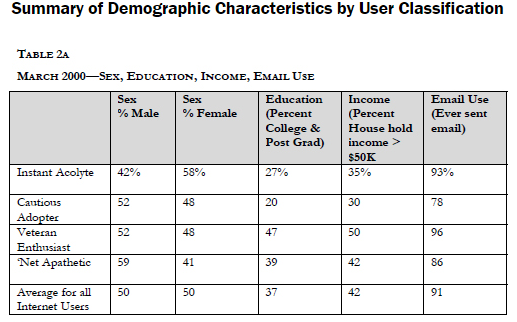 Summary of Demographic Characteristics by User Classification
TABLE 2A
MARCH 2000—SEX, EDUCATION, INCOME, EMAIL USE
Sex % Male | Sex % Female | Education (Percent College & Post Grad) | Income (Percent House hold income > $50K | Email Use (Ever sent email)
Instant Acolyte | 42% | 58% | 27% | 35% | 93%
Cautious Adopter | 52 | 48 | 20 | 30 | 78
Veteran Enthusiast | 52 | 48 | 47 | 50 | 96
'Net Apathetic | 59 | 41 | 39 | 42 | 86
Average for all Internet Users | 50 | 50 | 37 | 42 | 91